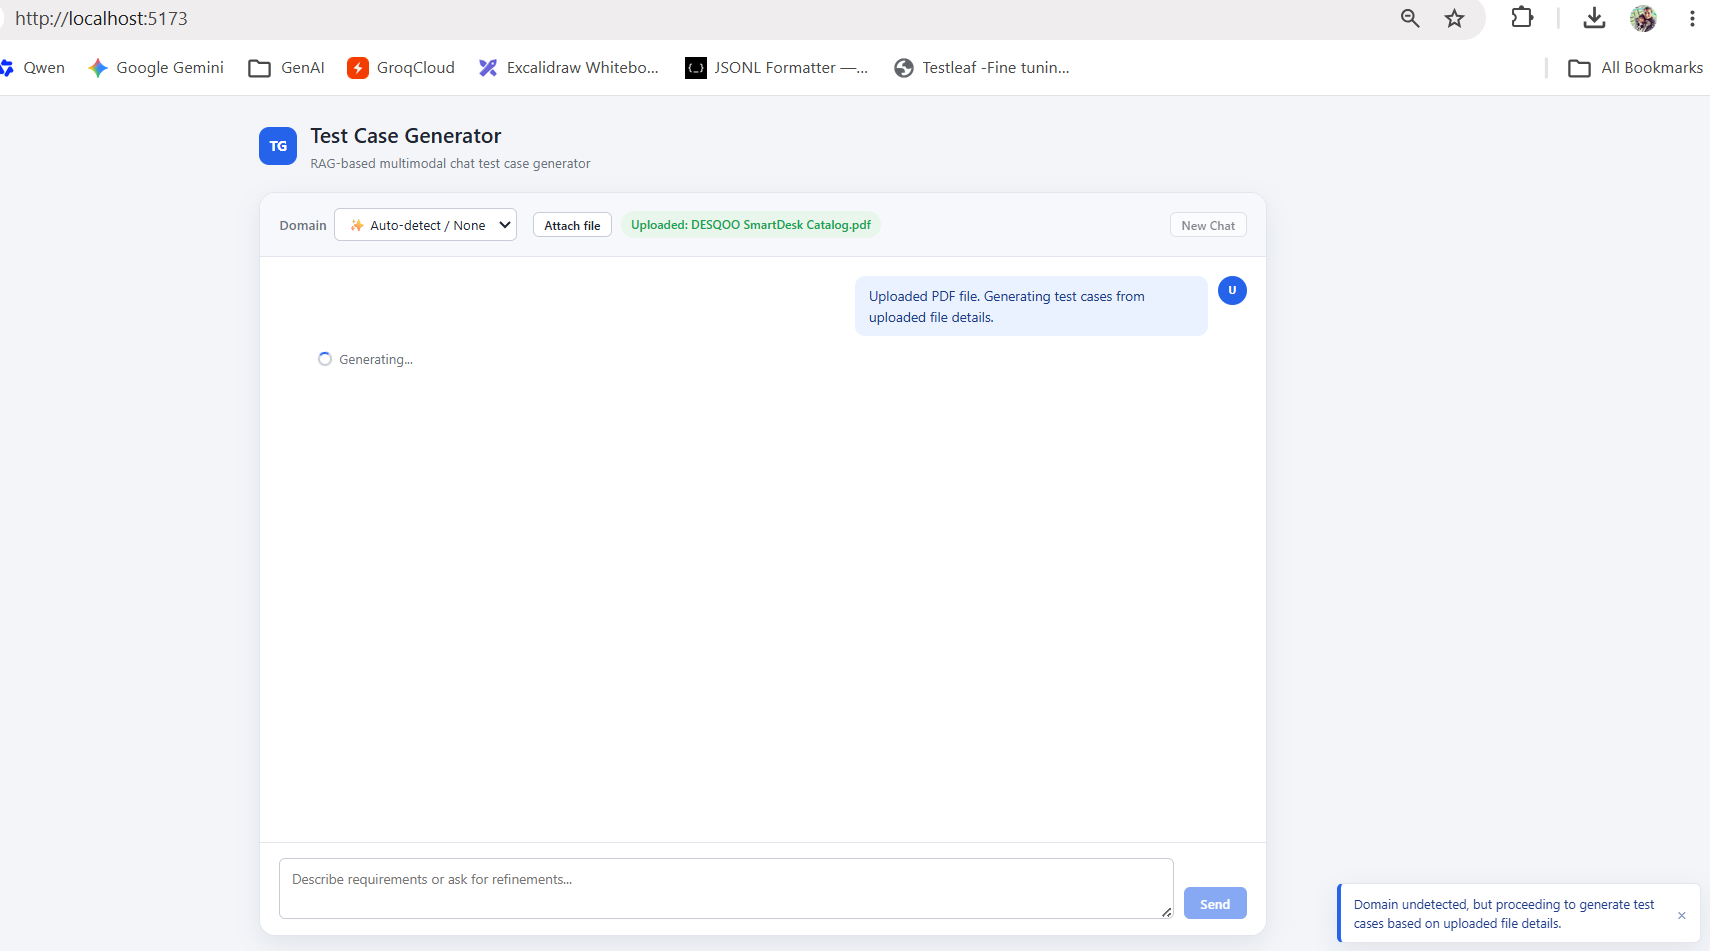 http://localhost:5173
Qwen
Google Gemini
GenAI
GroqCloud
Excalidraw Whitebo...
{...}
JSONL Formatter —...
Testleaf -Fine tunin...
All Bookmarks
TG
Test Case Generator
RAG-based multimodal chat test case generator
Domain
✨ Auto-detect / None
Attach file
Uploaded: DESQOO SmartDesk Catalog.pdf
New Chat
Uploaded PDF file. Generating test cases from
uploaded file details.
U
Generating...
Describe requirements or ask for refinements...
Send
Domain undetected, but proceeding to generate test
cases based on uploaded file details.
×